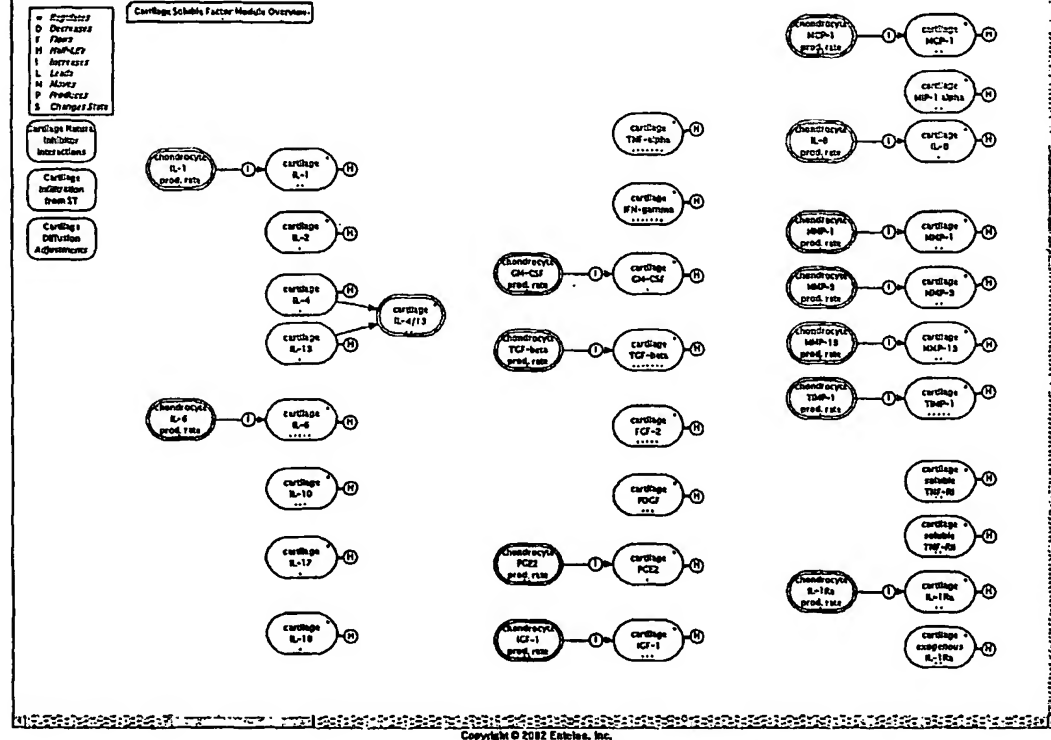 Cartilage Soluble Factor Module Overview
D Decreases
F Flows
H Half-Life
I Increases
L Leads
M Moves
P Produces
S Changes State
Cartilage Natural
Inhibitor
Interactions
Cartilage
Infiltration
from ST
Cartilage
Diffusion
Adjustments
chondrocyte
IL-1
prod. rate
I
cartilage
IL-1
H
cartilage
IL-2
H
cartilage
IL-4
H
cartilage
IL-4/13
cartilage
IL-13
H
chondrocyte
IL-6
prod. rate
I
cartilage
IL-6
H
cartilage
IL-10
H
cartilage
IL-17
H
cartilage
IL-18
H
cartilage
TNF-alpha
H
cartilage
IFN-gamma
H
chondrocyte
GM-CSF
prod. rate
I
cartilage
GM-CSF
H
chondrocyte
TGF-beta
prod. rate
I
cartilage
TGF-beta
H
cartilage
FGF-2
H
cartilage
PDGF
H
chondrocyte
PGE2
prod. rate
I
cartilage
PGE2
H
chondrocyte
IGF-1
prod. rate
I
cartilage
IGF-1
H
chondrocyte
MCP-1
prod. rate
I
cartilage
MCP-1
H
cartilage
MIP-1 alpha
H
chondrocyte
IL-8
prod. rate
I
cartilage
IL-8
H
chondrocyte
MMP-1
prod. rate
I
cartilage
MMP-1
H
chondrocyte
MMP-3
prod. rate
I
cartilage
MMP-3
H
chondrocyte
MMP-13
prod. rate
I
cartilage
MMP-13
H
chondrocyte
TIMP-1
prod. rate
I
cartilage
TIMP-1
H
cartilage
soluble
TNF-RI
H
cartilage
soluble
TNF-RII
H
chondrocyte
IL-1Ra
prod. rate
I
cartilage
IL-1Ra
H
cartilage
exogenous
IL-1Ra
H
Copyright © 2002 Entelos, Inc.